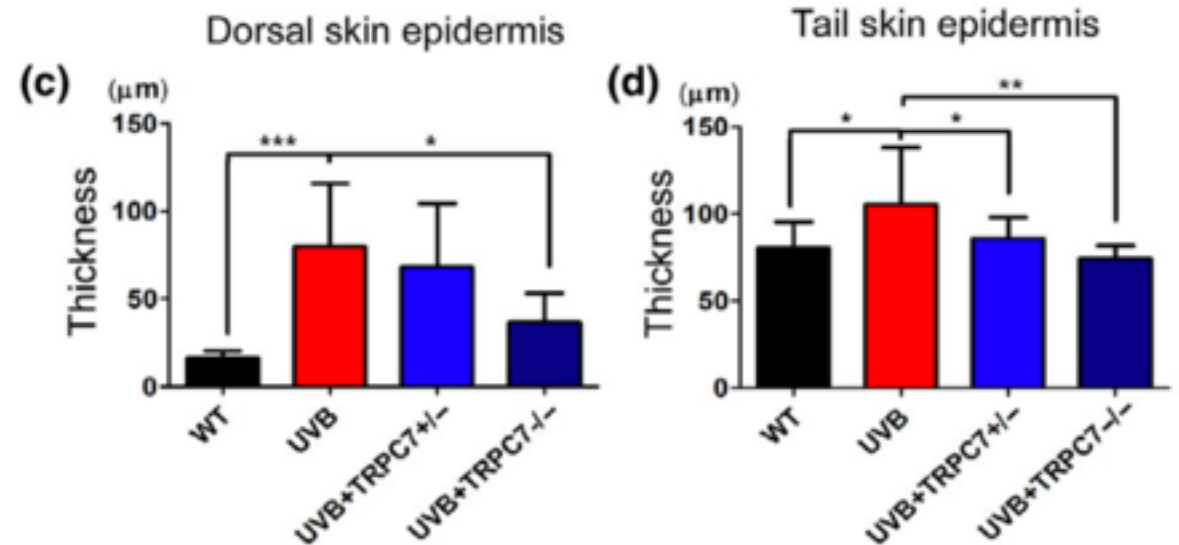 Dorsal skin epidermis
(c)
(μm)
150
100
50
0
Thickness
***
*
WT
UVB
UVB+TRPC7+/−
UVB+TRPC7-/−
Tail skin epidermis
(d)
(μm)
150
100
50
0
Thickness
*
*
**
WT
UVB
UVB+TRPC7+/−
UVB+TRPC7−/−